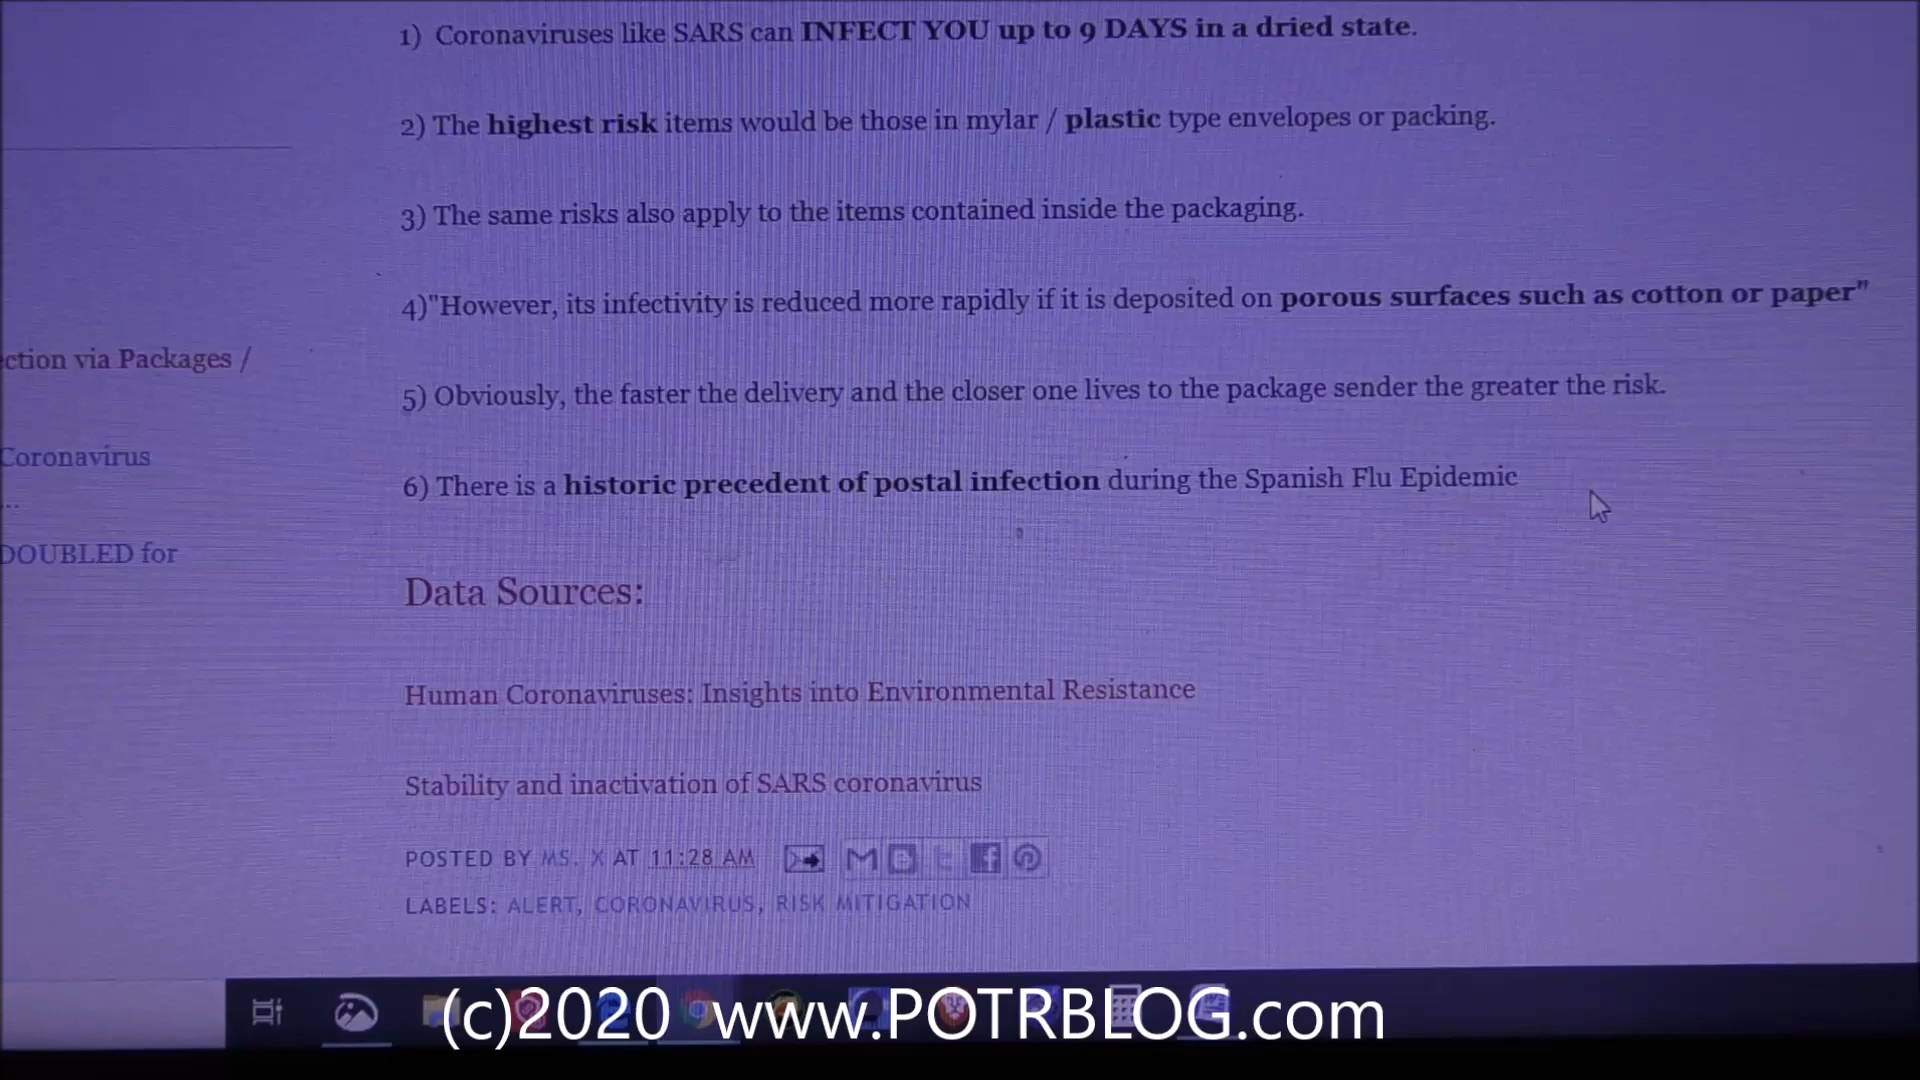 1) Coronaviruses like SARS can INFECT YOU up to 9 DAYS in a dried state.
2) The highest risk items would be those in mylar / plastic type envelopes or packing.
3) The same risks also apply to the items contained inside the packaging.
4)"However, its infectivity is reduced more rapidly if it is deposited on porous surfaces such as cotton or paper"
ction via Packages /
5) Obviously, the faster the delivery and the closer one lives to the package sender the greater the risk.
Coronavirus
...
6) There is a historic precedent of postal infection during the Spanish Flu Epidemic
DOUBLED for
Data Sources:
Human Coronaviruses: Insights into Environmental Resistance
Stability and inactivation of SARS coronavirus
POSTED BY MS. X AT 11:28 AM
LABELS: ALERT, CORONAVIRUS, RISK MITIGATION
(c)2020 www.POTRBLOG.com